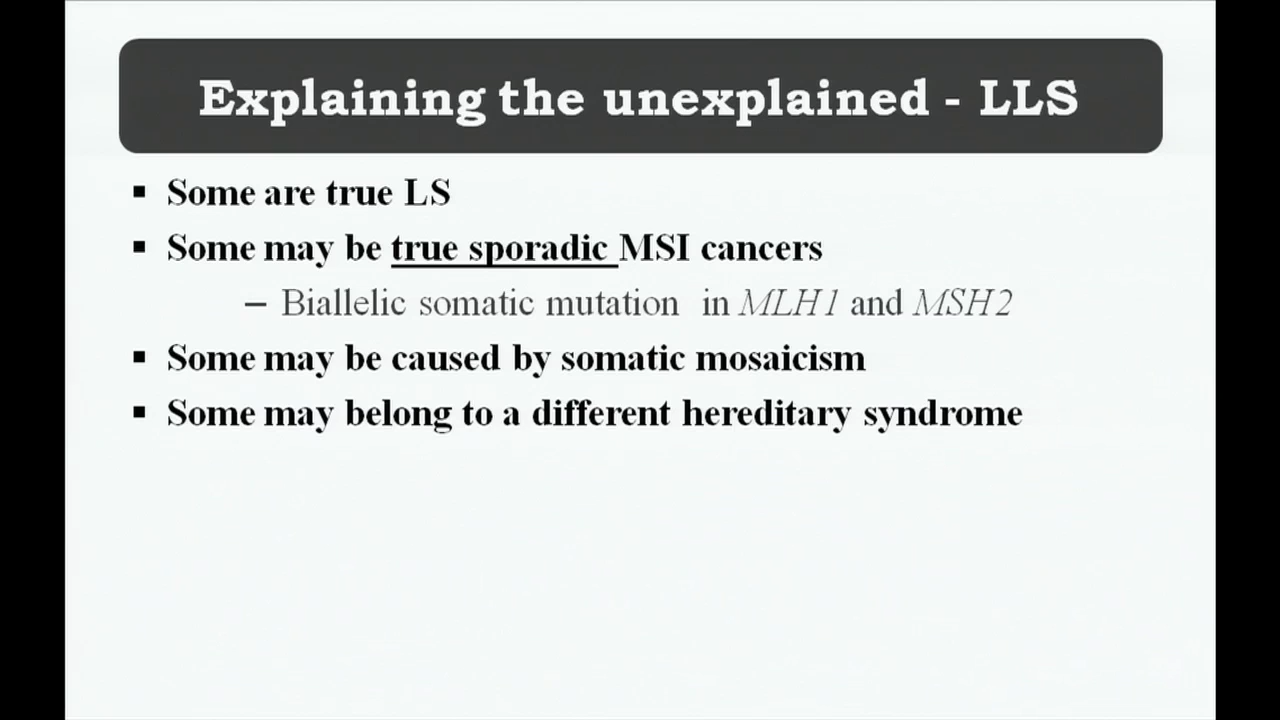 Explaining the unexplained - LLS
▪ Some are true LS
▪ Some may be true sporadic MSI cancers
– Biallelic somatic mutation in MLH1 and MSH2
▪ Some may be caused by somatic mosaicism
▪ Some may belong to a different hereditary syndrome